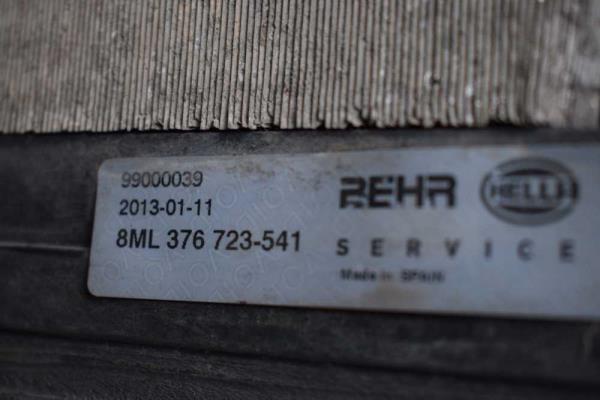 99000039
2013-01-11
8ML 376 723-541
BEHR HELLA
SERVICE
Made in SPAIN